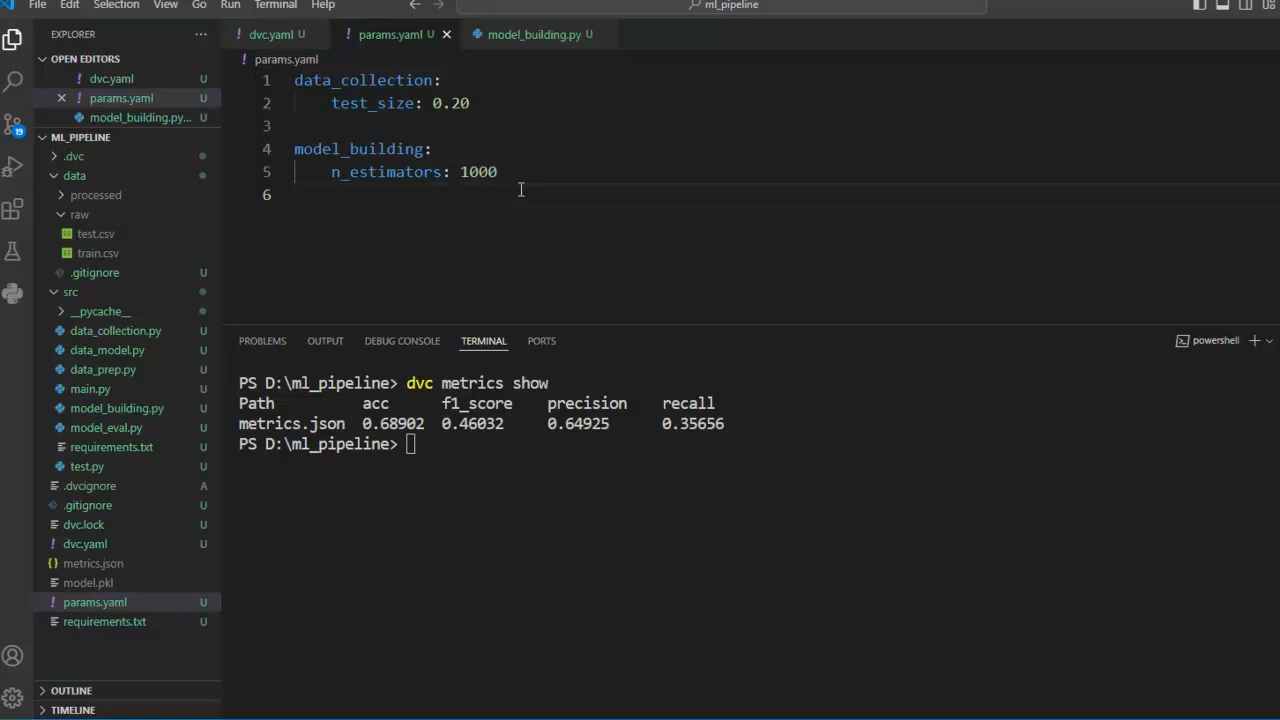 File Edit Selection View Go Run Terminal Help ml_pipeline
EXPLORER
OPEN EDITORS
dvc.yaml U
params.yaml U
model_building.py... U
ML_PIPELINE
.dvc
data
processed
raw
test.csv
train.csv
.gitignore U
src
__pycache__
data_collection.py U
data_model.py U
data_prep.py U
main.py U
model_building.py U
model_eval.py U
requirements.txt U
test.py U
.dvcignore A
.gitignore U
dvc.lock U
dvc.yaml U
metrics.json
model.pkl
params.yaml U
requirements.txt U
OUTLINE
TIMELINE
19
dvc.yaml U params.yaml U model_building.py U
params.yaml
1 data_collection:
2 test_size: 0.20
3
4 model_building:
5 n_estimators: 1000
6
PROBLEMS OUTPUT DEBUG CONSOLE TERMINAL PORTS powershell
PS D:\ml_pipeline> dvc metrics show
Path acc f1_score precision recall
metrics.json 0.68902 0.46032 0.64925 0.35656
PS D:\ml_pipeline>